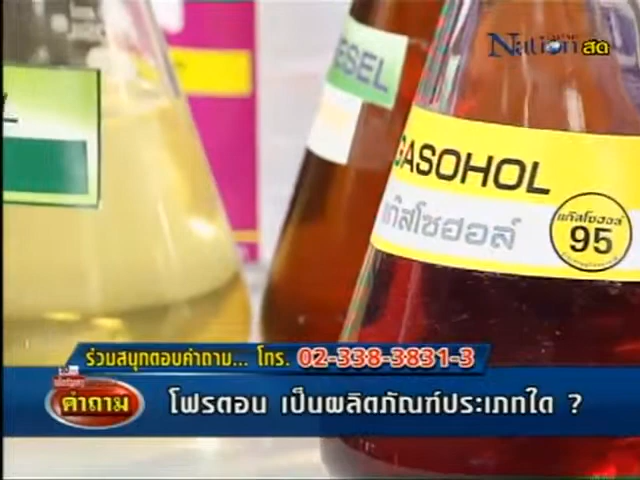 Nation สด
ESEL
GASOHOL
แก๊สโซฮอล์
แก๊สโซฮอล์
95
ร่วมสนุกตอบคำถาม... โทร. 02-338-3831-3
คำถาม
โฟรตอน เป็นผลิตภัณฑ์ประเภทใด ?